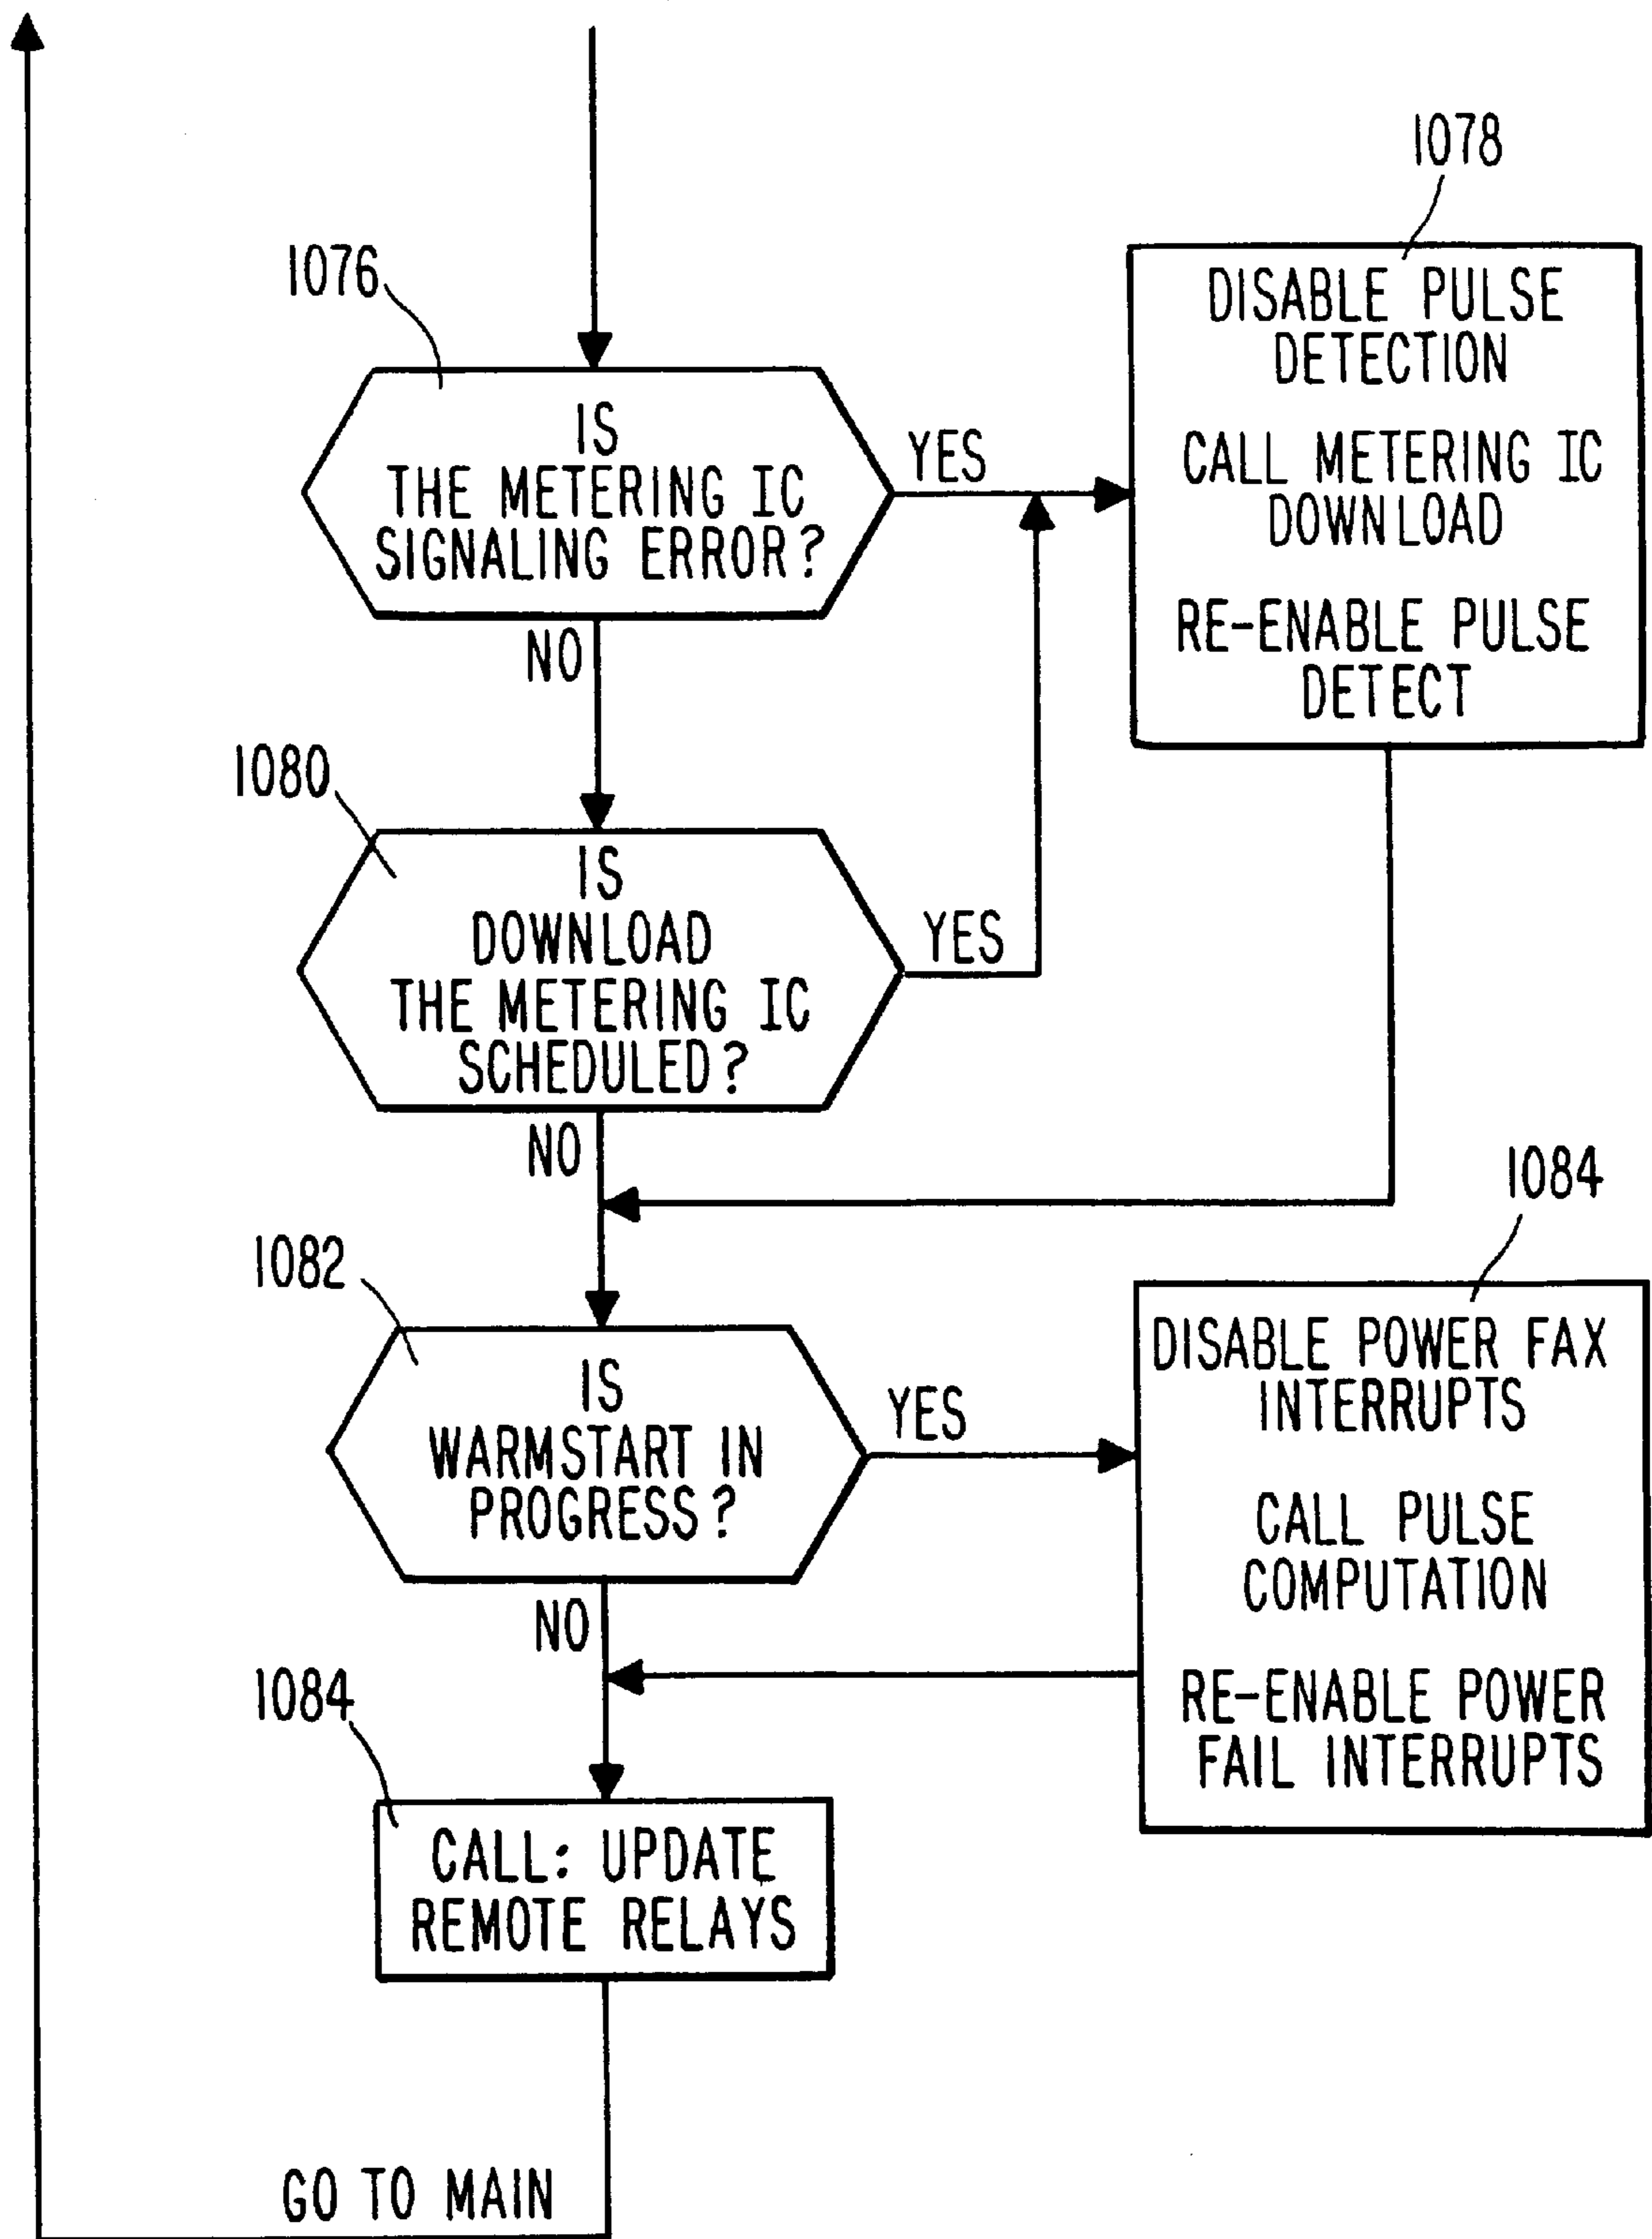 1076
IS
THE METERING IC
SIGNALING ERROR?
YES
NO
1078
DISABLE PULSE
DETECTION
CALL METERING IC
DOWNLOAD
RE-ENABLE PULSE
DETECT
1080
IS
DOWNLOAD
THE METERING IC
SCHEDULED?
YES
NO
1082
IS
WARMSTART IN
PROGRESS?
YES
NO
1084
DISABLE POWER FAX
INTERRUPTS
CALL PULSE
COMPUTATION
RE-ENABLE POWER
FAIL INTERRUPTS
1084
CALL: UPDATE
REMOTE RELAYS
GO TO MAIN